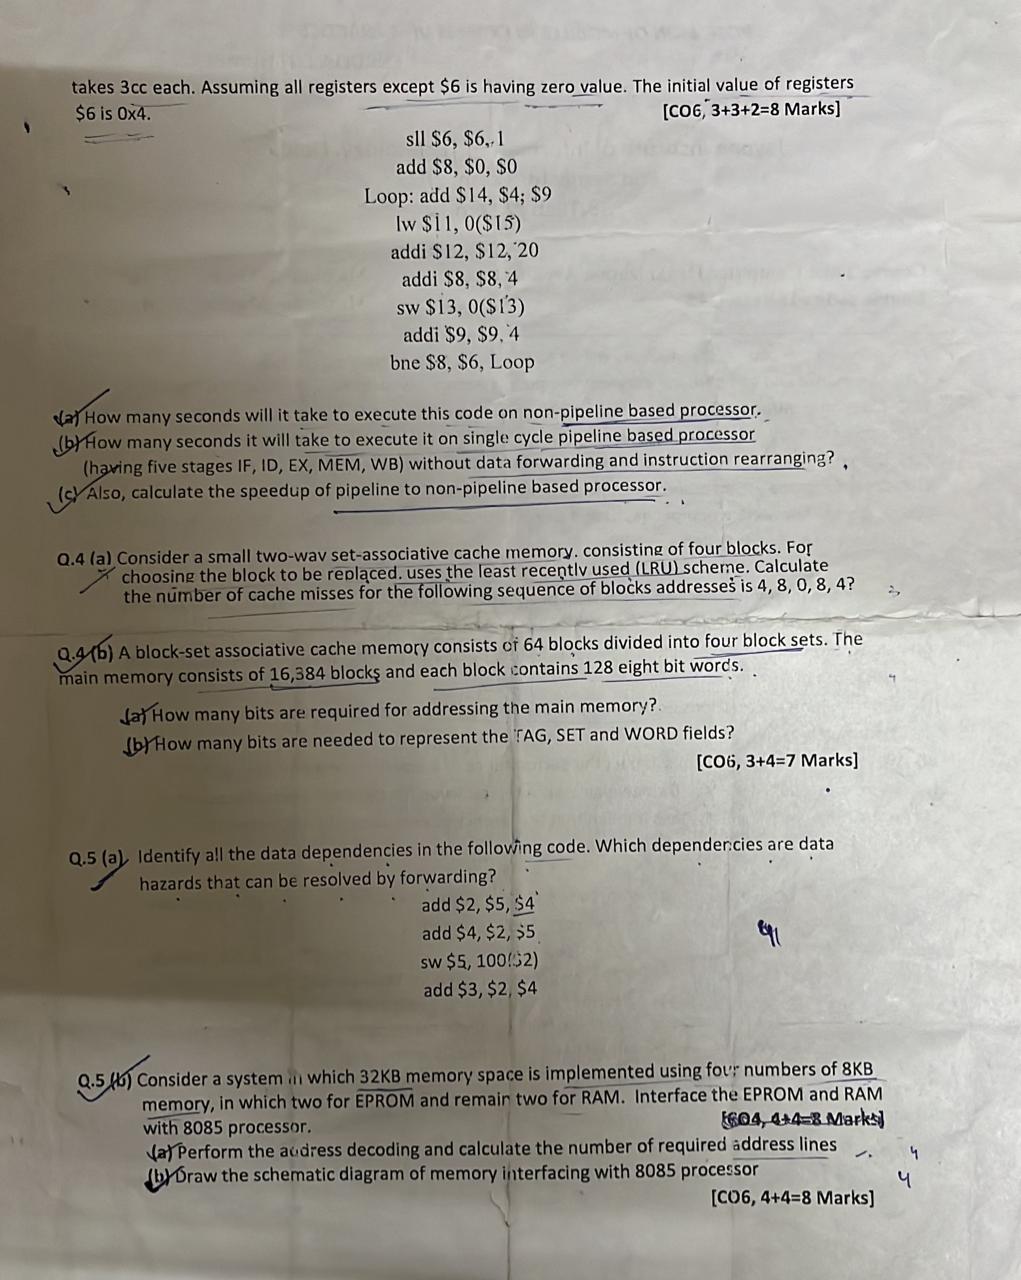 takes 3cc each. Assuming all registers except $6 is having zero value. The initial value of registers
$6 is 0x4. [CO6, 3+3+2=8 Marks]
sll $6, $6, 1
add $8, $0, $0
Loop: add $14, $4; $9
lw $11, 0($15)
addi $12, $12, 20
addi $8, $8, 4
sw $13, 0($13)
addi $9, $9, 4
bne $8, $6, Loop
(a) How many seconds will it take to execute this code on non-pipeline based processor.
(b) How many seconds it will take to execute it on single cycle pipeline based processor
(having five stages IF, ID, EX, MEM, WB) without data forwarding and instruction rearranging?
(c) Also, calculate the speedup of pipeline to non-pipeline based processor.
Q.4 (a) Consider a small two-way set-associative cache memory. consisting of four blocks. For
choosing the block to be replaced. uses the least recently used (LRU) scheme. Calculate
the number of cache misses for the following sequence of blocks addresses is 4, 8, 0, 8, 4?
Q.4 (b) A block-set associative cache memory consists of 64 blocks divided into four block sets. The
main memory consists of 16,384 blocks and each block contains 128 eight bit words.
(a) How many bits are required for addressing the main memory?
(b) How many bits are needed to represent the TAG, SET and WORD fields?
[CO6, 3+4=7 Marks]
Q.5 (a) Identify all the data dependencies in the following code. Which dependencies are data
hazards that can be resolved by forwarding?
add $2, $5, $4
add $4, $2, $5
sw $5, 100($2)
add $3, $2, $4
Q.5 (b) Consider a system in which 32KB memory space is implemented using four numbers of 8KB
memory, in which two for EPROM and remain two for RAM. Interface the EPROM and RAM
with 8085 processor. [CO4, 4+4=8 Marks]
(a) Perform the address decoding and calculate the number of required address lines
4
(b) Draw the schematic diagram of memory interfacing with 8085 processor
4
[CO6, 4+4=8 Marks]